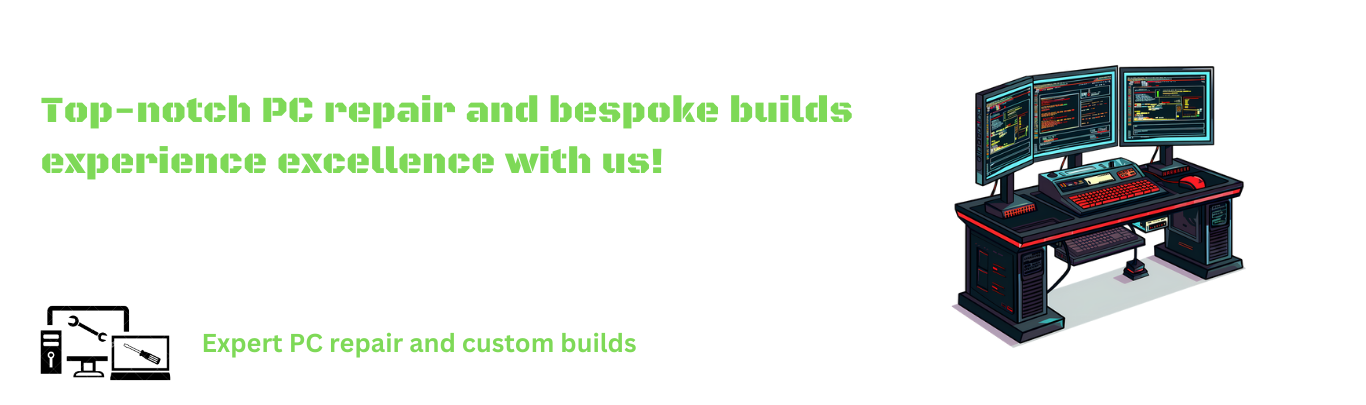 Top-notch PC repair and bespoke builds
experience excellence with us!
Expert PC repair and custom builds